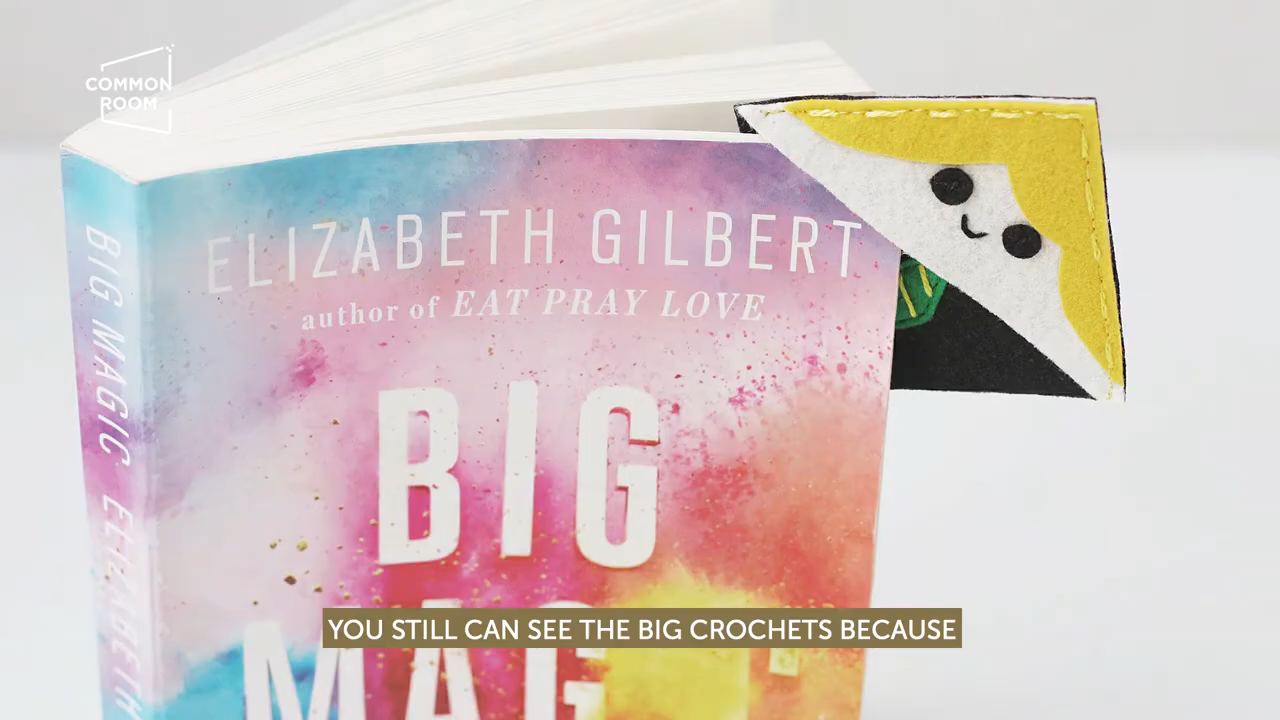 COMMON
ROOM
ELIZABETH GILBERT
author of EAT PRAY LOVE
BIG
MAG
BIG MAGIC ELIZABETH
YOU STILL CAN SEE THE BIG CROCHETS BECAUSE